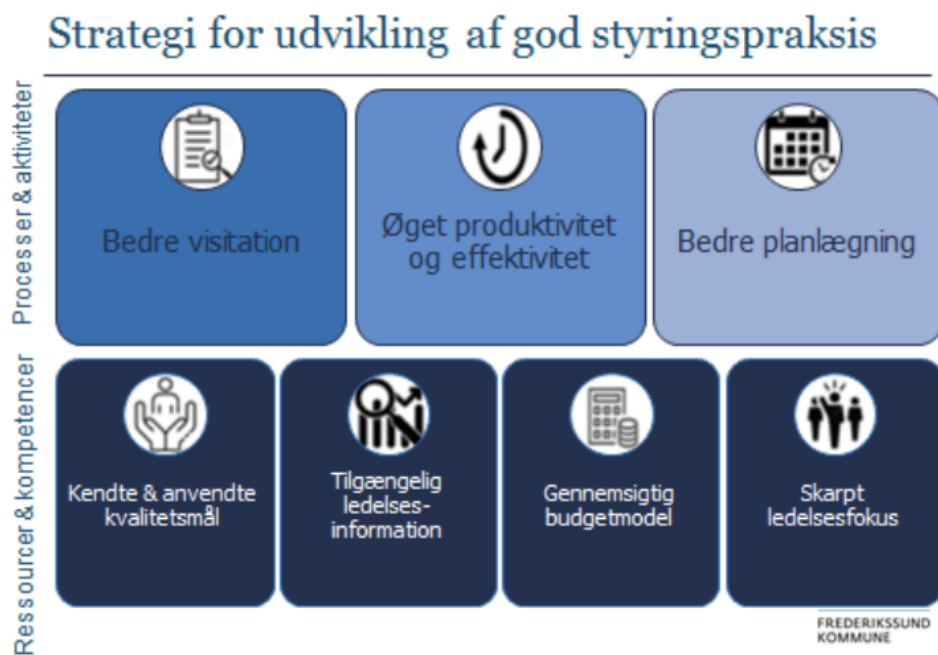 Strategi for udvikling af god styringspraksis
Processer & aktiviteter
Bedre visitation
Øget produktivitet
og effektivitet
Bedre planlægning
Ressourcer & kompetencer
Kendte & anvendte
kvalitetsmål
Tilgængelig
ledelses-
information
Gennemsigtig
budgetmodel
Skarpt
ledelsesfokus
FREDERIKSSUND
KOMMUNE